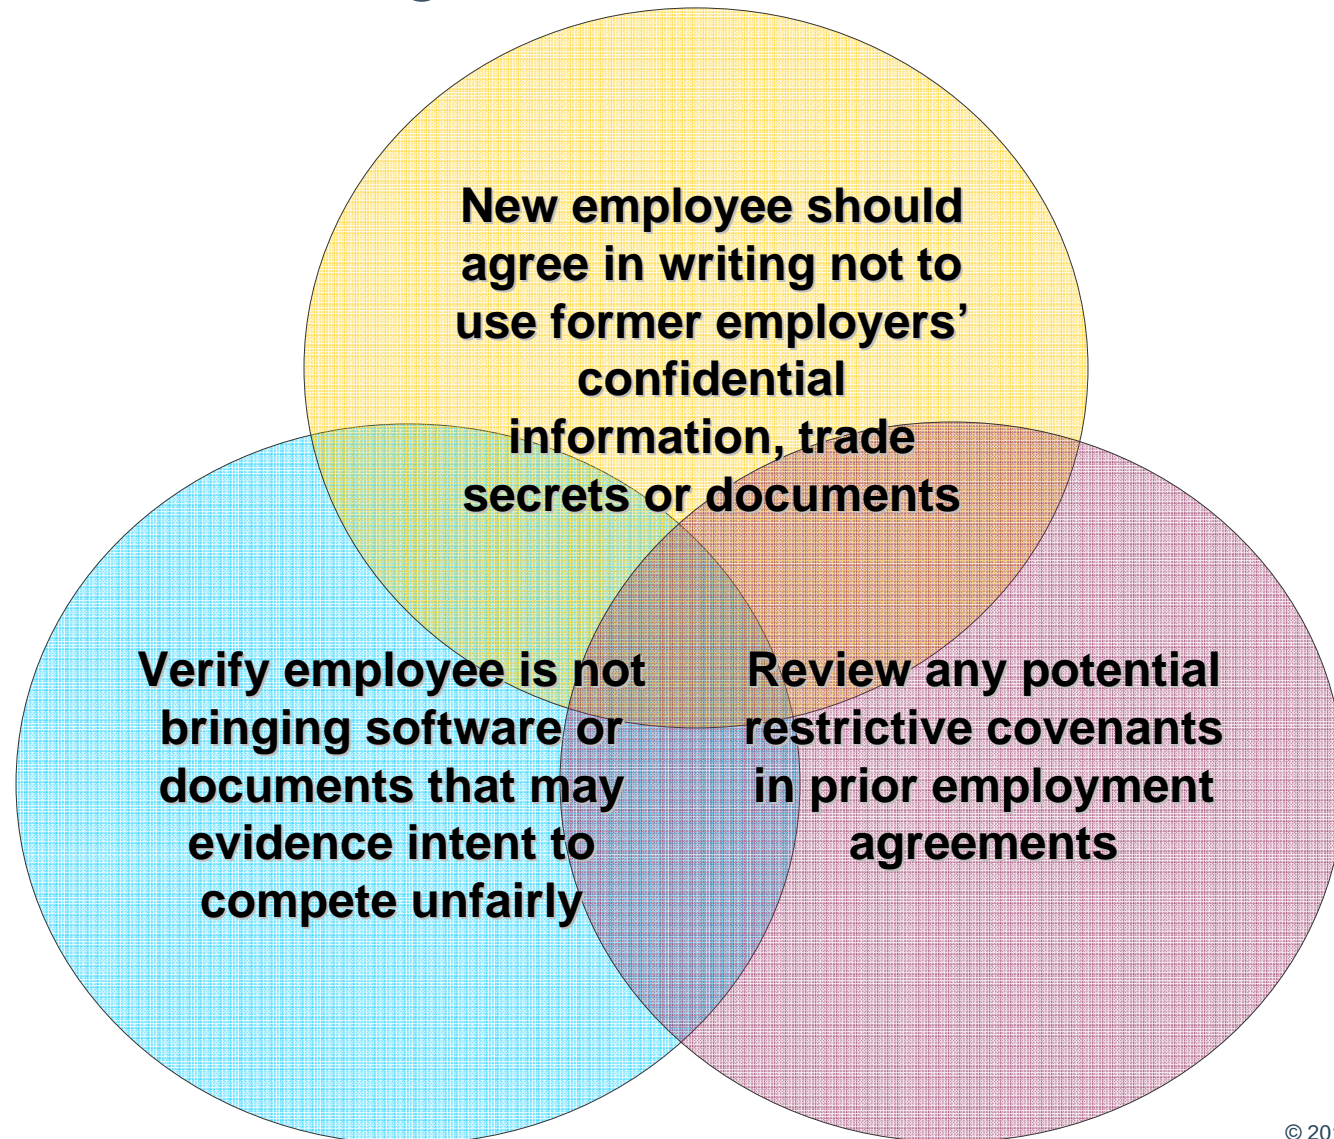 New employee should
agree in writing not to
use former employers’
confidential
information, trade
secrets or documents
Verify employee is not
bringing software or
documents that may
evidence intent to
compete unfairly
Review any potential
restrictive covenants
in prior employment
agreements
©